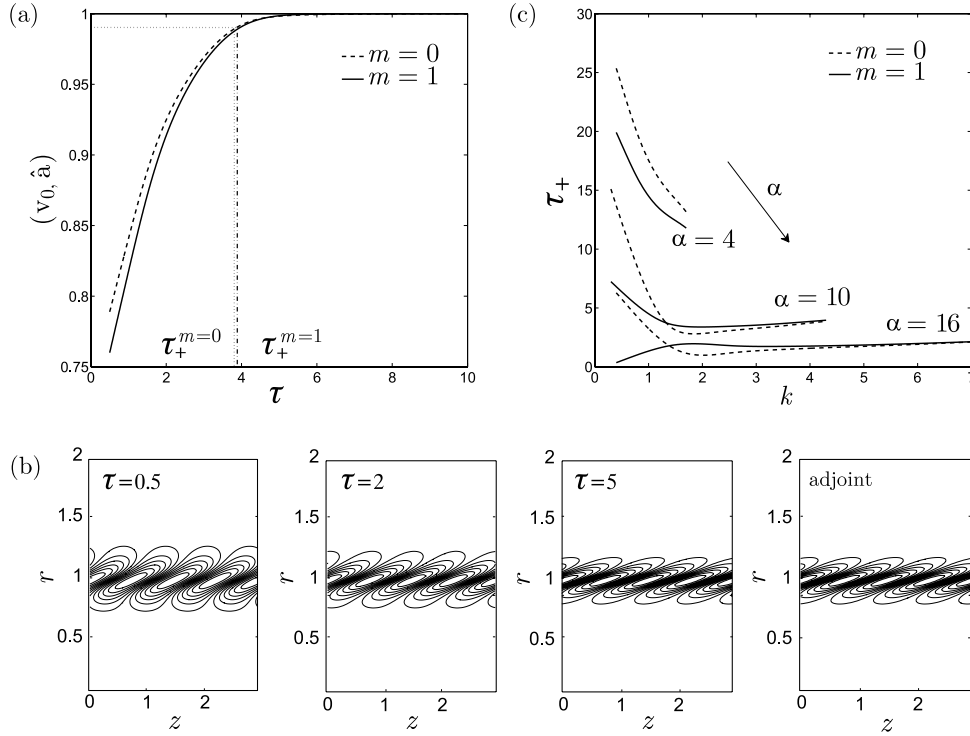 (a)
1
0.95
0.9
0.85
0.8
0.75
0 2 4 6 8 10
(v₀, â)
τ
m = 0
m = 1
τ₊^{m=0}
τ₊^{m=1}
(c)
30
25
20
15
10
5
0
0 1 2 3 4 5 6 7
τ₊
k
m = 0
m = 1
α
α = 4
α = 10
α = 16
(b)
τ=0.5
2
1.5
1
0.5
r
0 1 2
z
τ=2
2
1.5
1
0.5
r
0 1 2
z
τ=5
2
1.5
1
0.5
r
0 1 2
z
adjoint
2
1.5
1
0.5
r
0 1 2
z